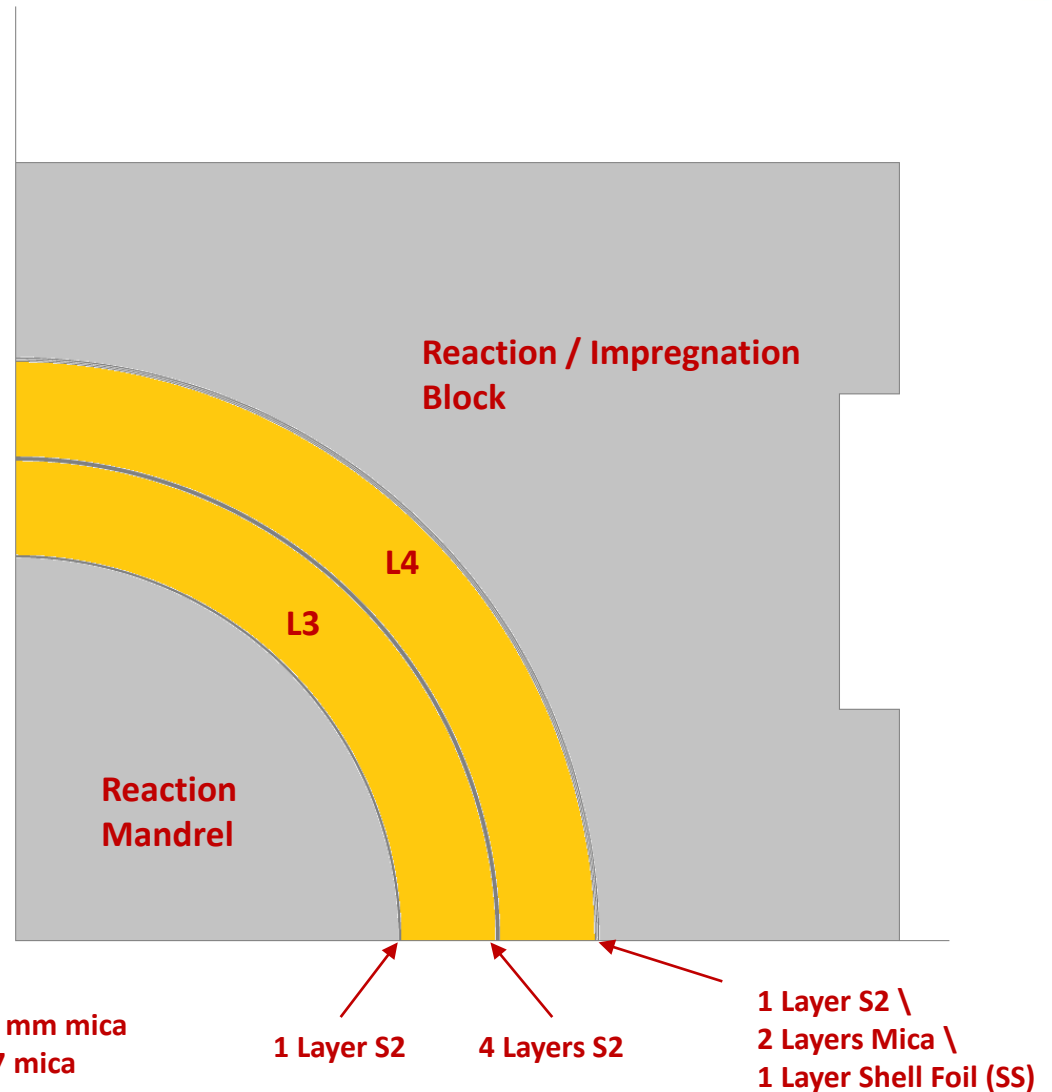 Reaction / Impregnation
Block
L4
L3
Reaction
Mandrel
mm mica
mica
1 Layer S2
4 Layers S2
1 Layer S2 \
2 Layers Mica \
1 Layer Shell Foil (SS)